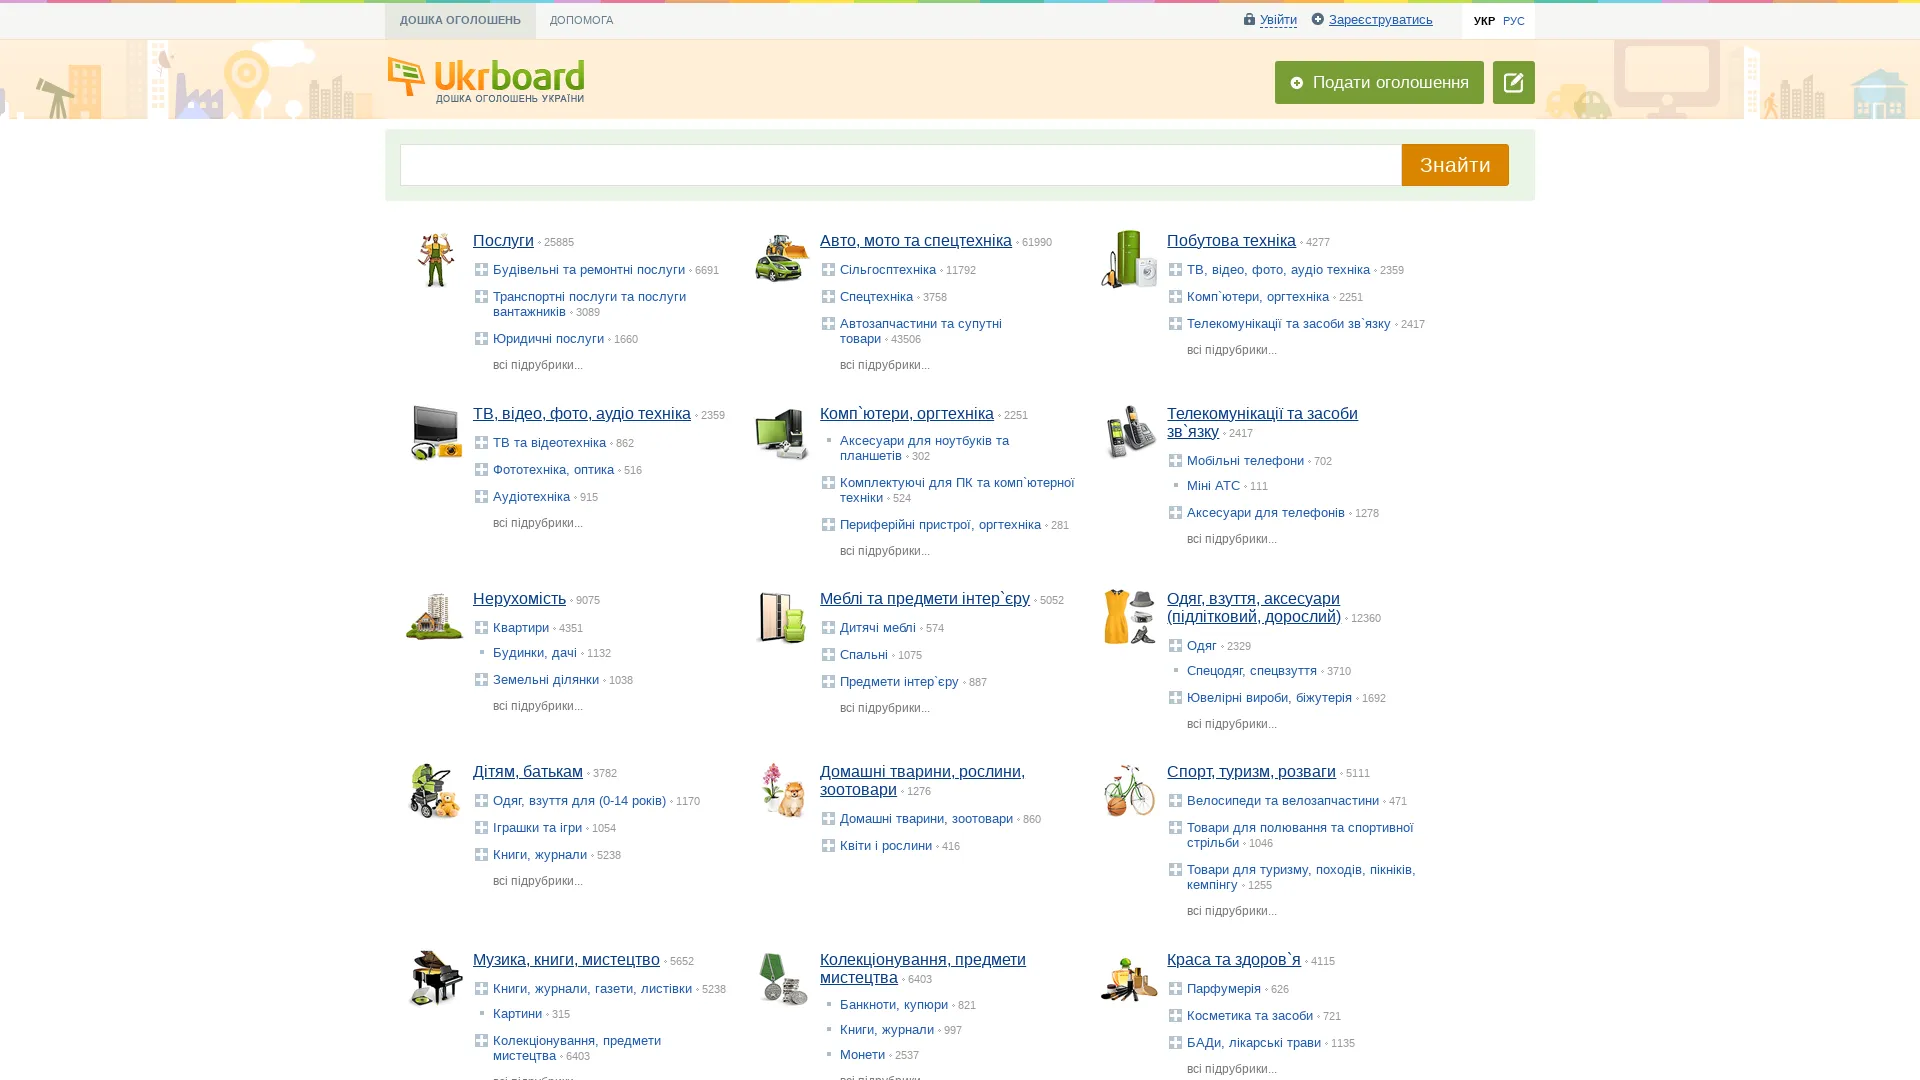 ДОШКА ОГОЛОШЕНЬ ДОПОМОГА Увійти Зареєструватись УКР РУС
Ukrboard
ДОШКА ОГОЛОШЕНЬ УКРАЇНИ
Подати оголошення
Знайти
Послуги 25885
Будівельні та ремонтні послуги 6691
Транспортні послуги та послуги
вантажників 3089
Юридичні послуги 1660
всі підрубрики...
Авто, мото та спецтехніка 61990
Сільгосптехніка 11792
Спецтехніка 3758
Автозапчастини та супутні
товари 43506
всі підрубрики...
Побутова техніка 4277
ТВ, відео, фото, аудіо техніка 2359
Комп`ютери, оргтехніка 2251
Телекомунікації та засоби зв`язку 2417
всі підрубрики...
ТВ, відео, фото, аудіо техніка 2359
ТВ та відеотехніка 862
Фототехніка, оптика 516
Аудіотехніка 915
всі підрубрики...
Комп`ютери, оргтехніка 2251
Аксесуари для ноутбуків та
планшетів 302
Комплектуючі для ПК та комп`ютерної
техніки 524
Периферійні пристрої, оргтехніка 281
всі підрубрики...
Телекомунікації та засоби
зв`язку 2417
Мобільні телефони 702
Міні АТС 111
Аксесуари для телефонів 1278
всі підрубрики...
Нерухомість 9075
Квартири 4351
Будинки, дачі 1132
Земельні ділянки 1038
всі підрубрики...
Меблі та предмети інтер`єру 5052
Дитячі меблі 574
Спальні 1075
Предмети інтер`єру 887
всі підрубрики...
Одяг, взуття, аксесуари
(підлітковий, дорослий) 12360
Одяг 2329
Спецодяг, спецвзуття 3710
Ювелірні вироби, біжутерія 1692
всі підрубрики...
Дітям, батькам 3782
Одяг, взуття для (0-14 років) 1170
Іграшки та ігри 1054
Книги, журнали 5238
всі підрубрики...
Домашні тварини, рослини,
зоотовари 1276
Домашні тварини, зоотовари 860
Квіти і рослини 416
Спорт, туризм, розваги 5111
Велосипеди та велозапчастини 471
Товари для полювання та спортивної
стрільби 1046
Товари для туризму, походів, пікніків,
кемпінгу 1255
всі підрубрики...
Музика, книги, мистецтво 5652
Книги, журнали, газети, листівки 5238
Картини 315
Колекціонування, предмети
мистецтва 6403
всі підрубрики...
Колекціонування, предмети
мистецтва 6403
Банкноти, купюри 821
Книги, журнали 997
Монети 2537
всі підрубрики...
Краса та здоров`я 4115
Парфумерія 626
Косметика та засоби 721
БАДи, лікарські трави 1135
всі підрубрики...